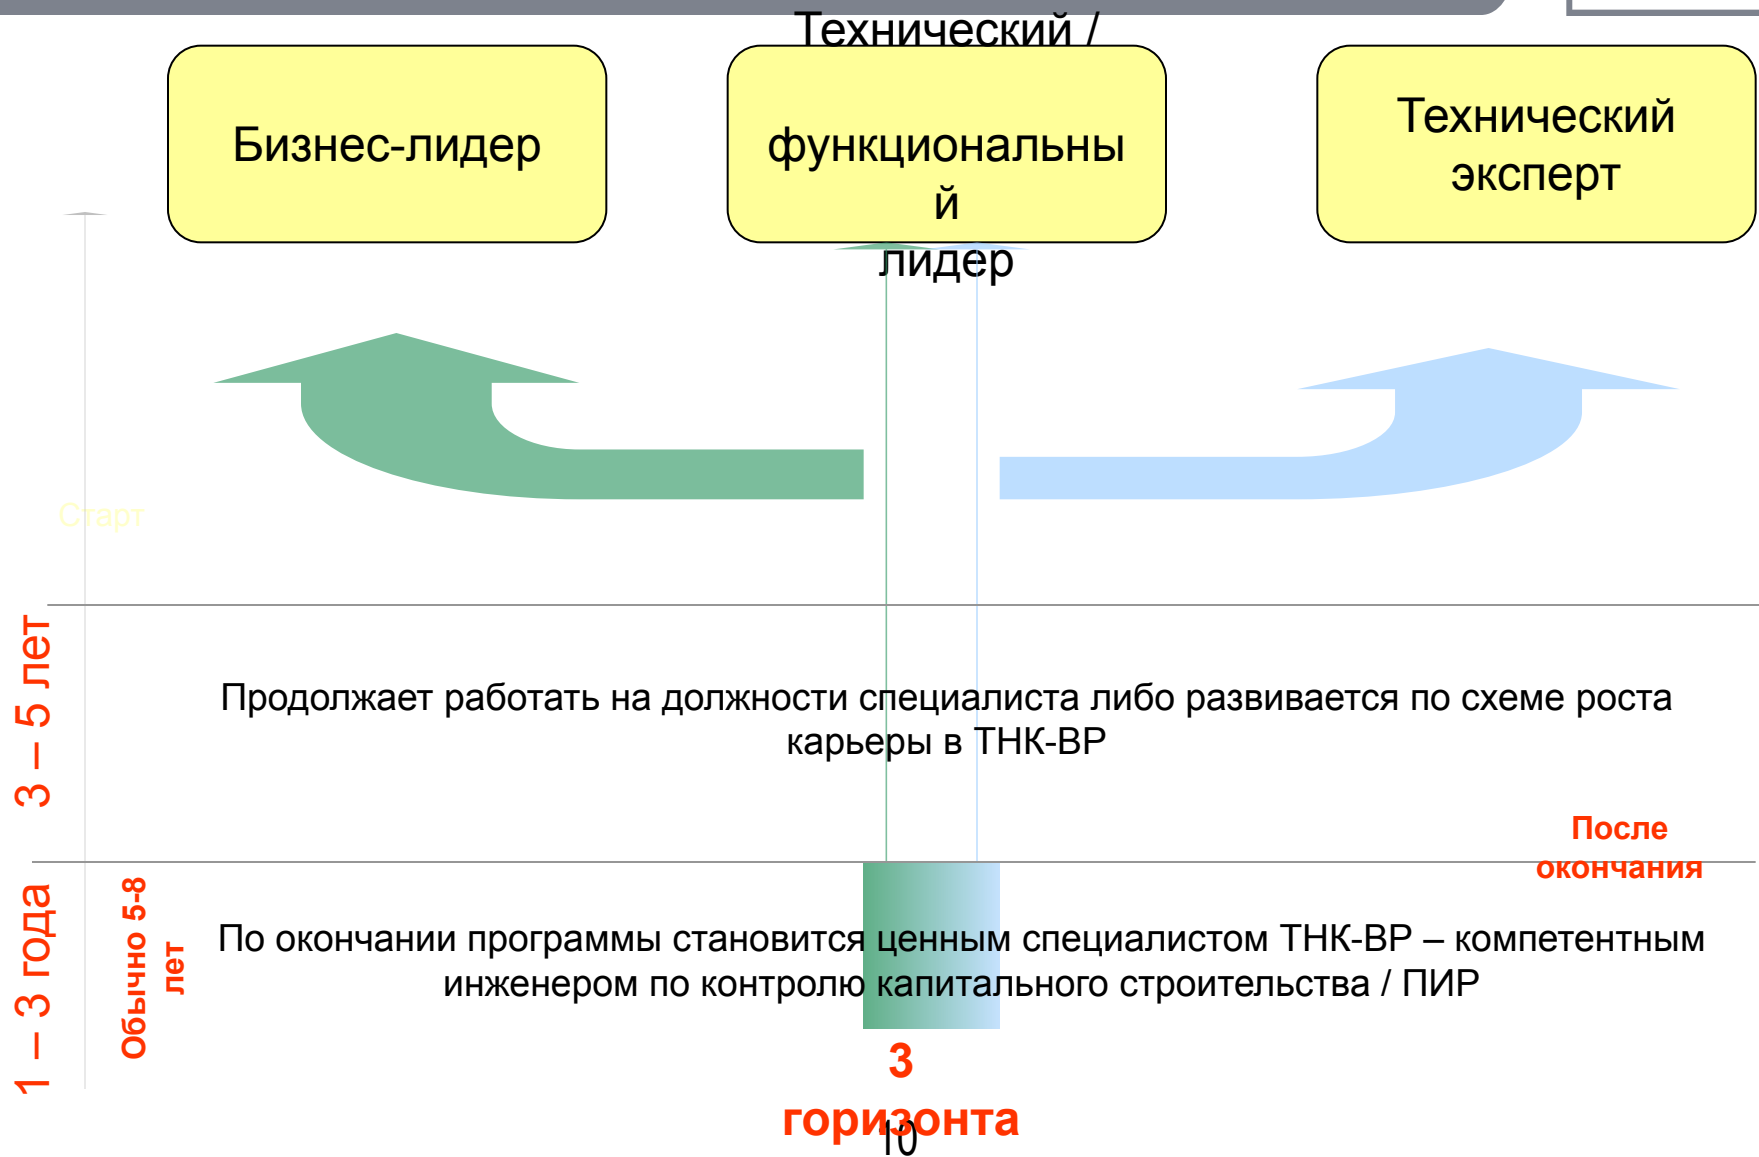 Технический /
функциональны
й
лидер
Бизнес-лидер
Технический
эксперт
Старт
3 – 5 лет
Продолжает работать на должности специалиста либо развивается по схеме роста
карьеры в ТНК-ВР
После
окончания
1 – 3 года
Обычно 5-8
лет
По окончании программы становится ценным специалистом ТНК-ВР – компетентным
инженером по контролю капитального строительства / ПИР
3
горизонта
10